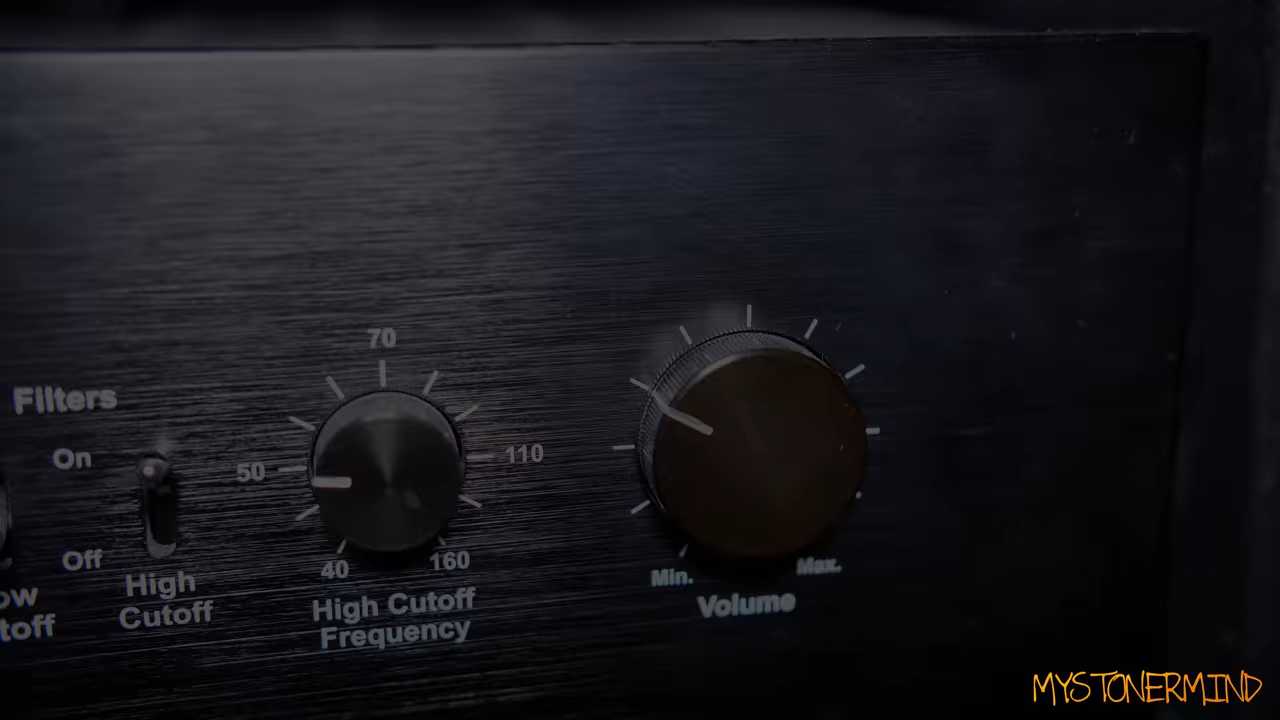 70
Filters
On
50
110
Off
40
160
High
Cutoff
High Cutoff
Frequency
Min.
Max.
Volume
MYSTONERMIND